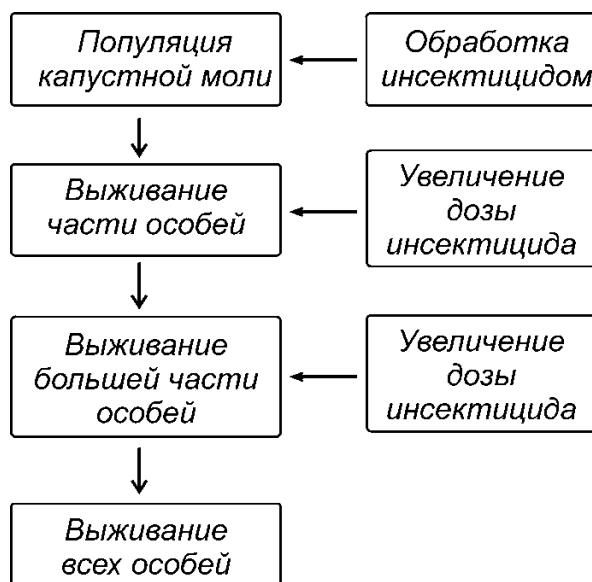 Популяция
капустной моли
Обработка
инсектицидом
Выживание
части особей
Увеличение
дозы
инсектицида
Выживание
большей части
особей
Увеличение
дозы
инсектицида
Выживание
всех особей